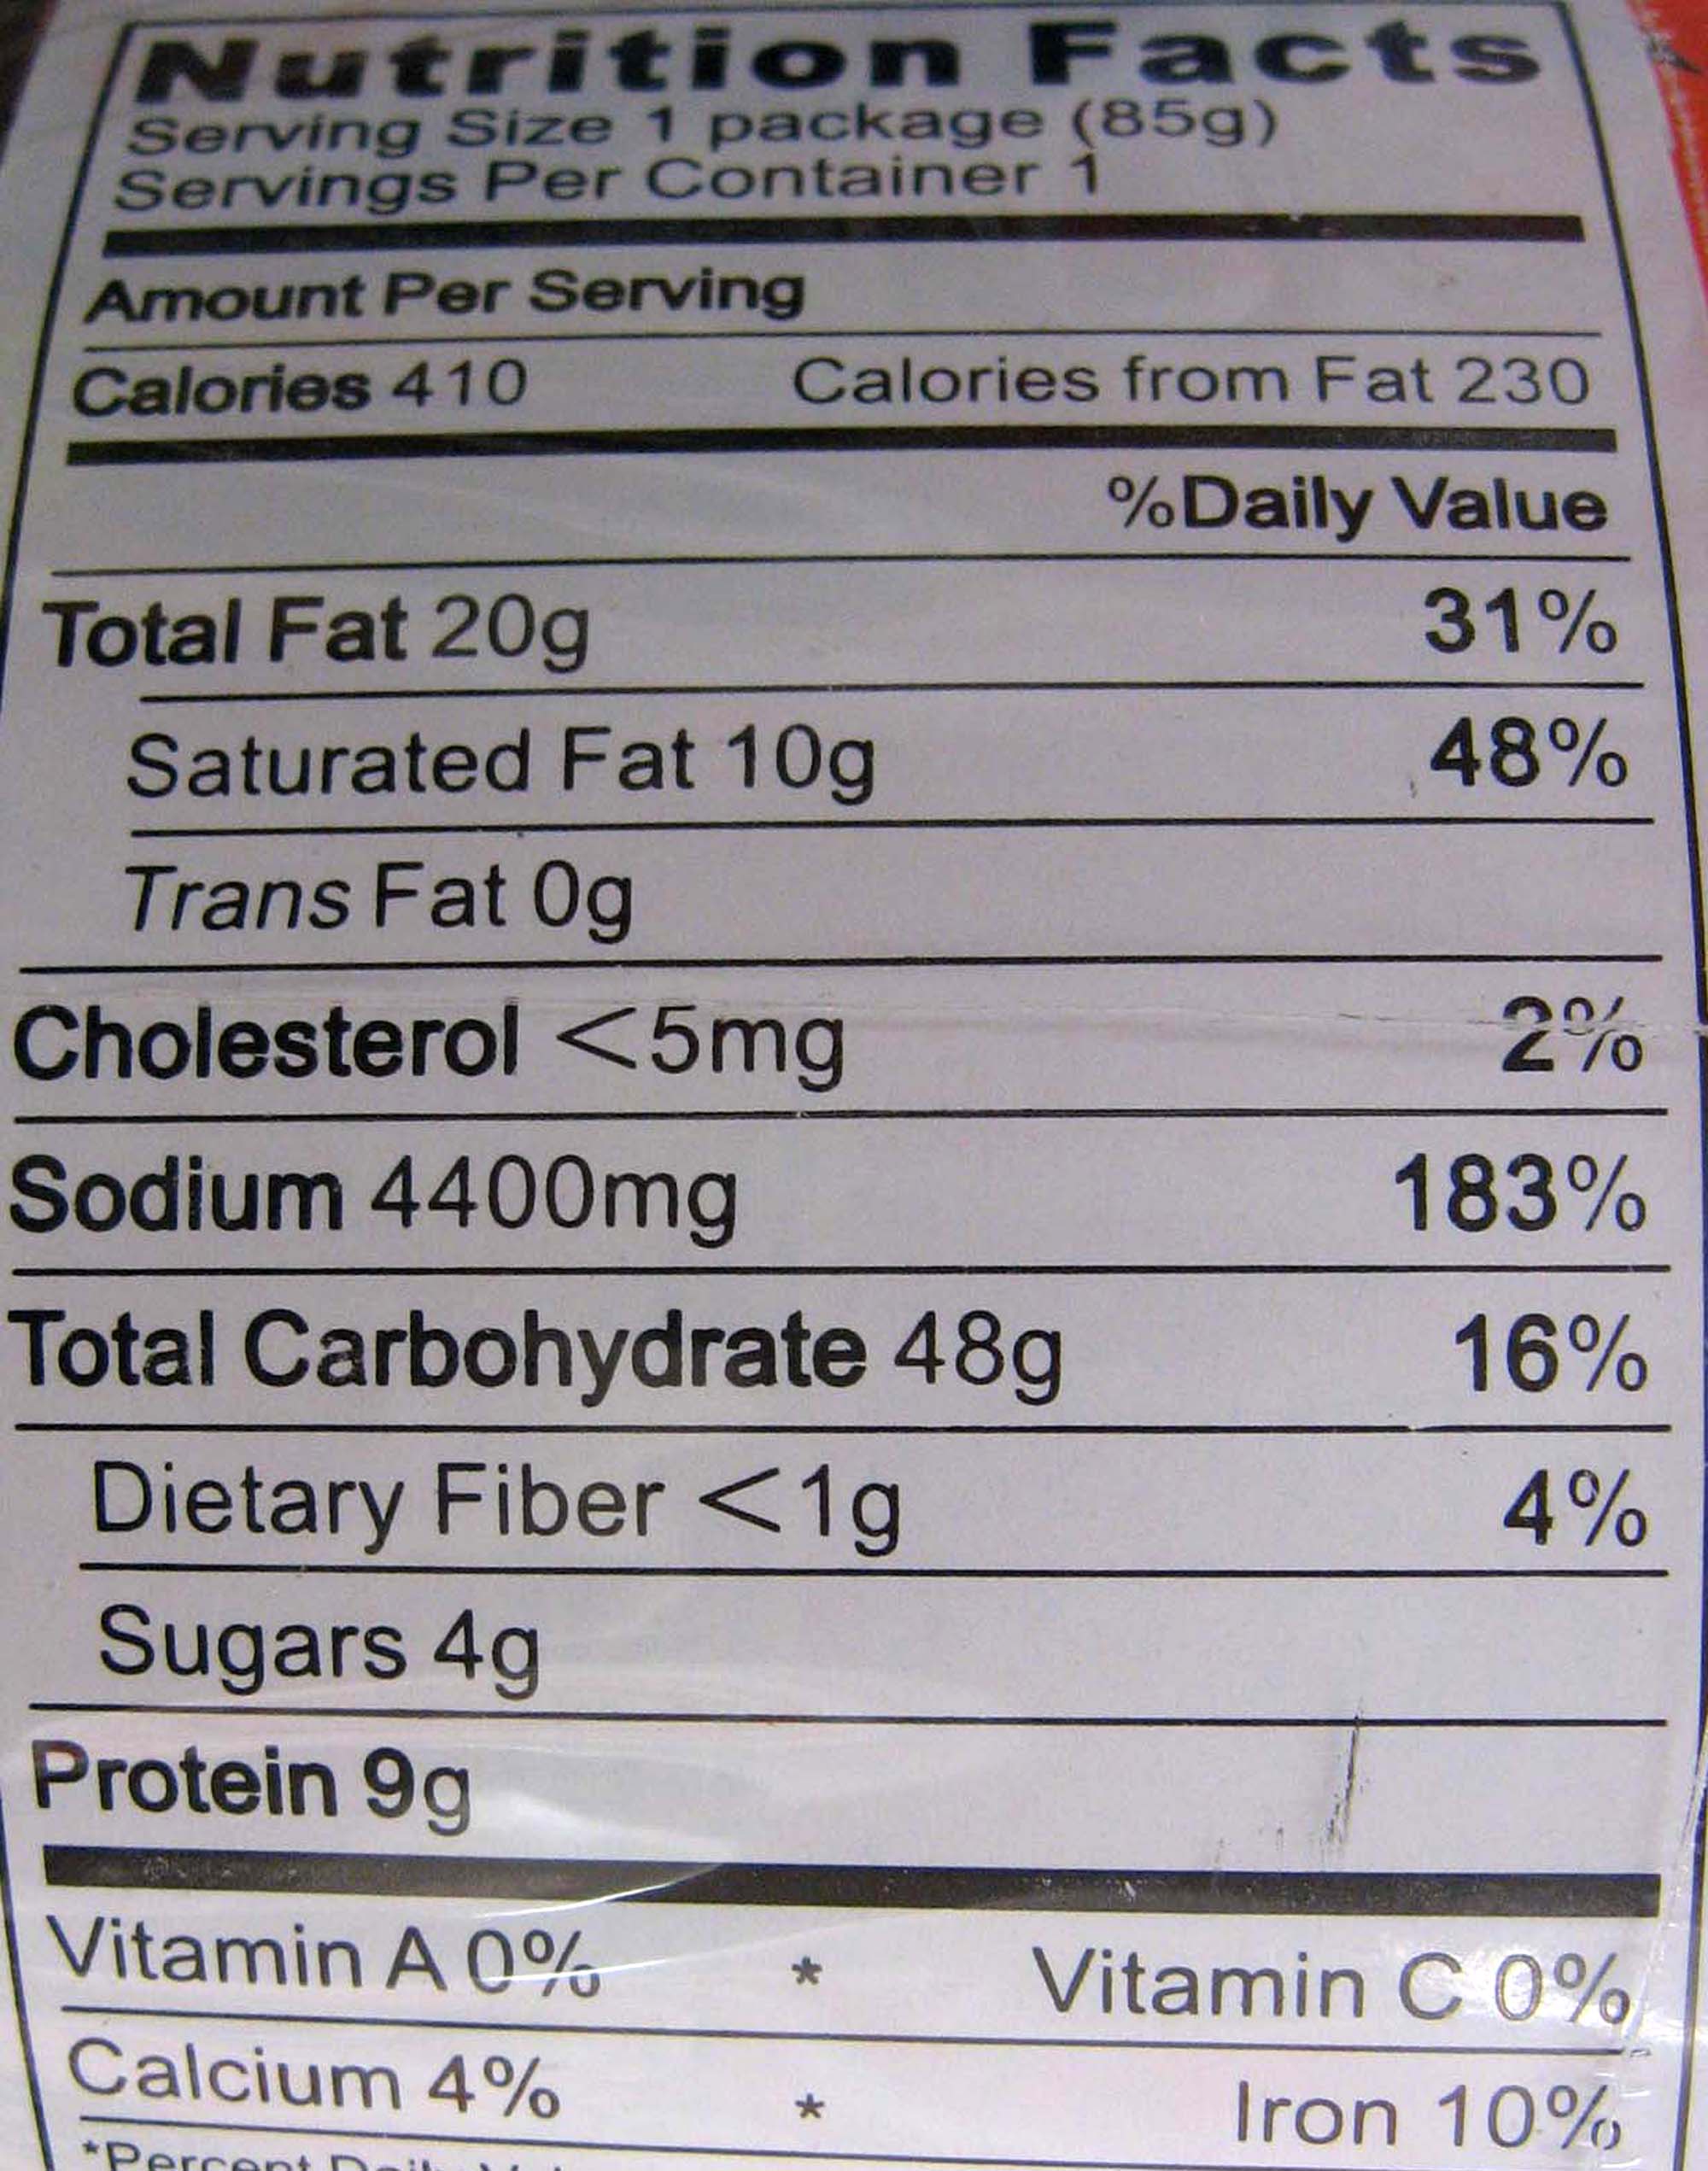 Nutrition Facts
Serving Size 1 package (85g)
Servings Per Container 1
Amount Per Serving
Calories 410 Calories from Fat 230
%Daily Value
Total Fat 20g 31%
Saturated Fat 10g 48%
Trans Fat 0g
Cholesterol <5mg 2%
Sodium 4400mg 183%
Total Carbohydrate 48g 16%
Dietary Fiber <1g 4%
Sugars 4g
Protein 9g
Vitamin A 0% * Vitamin C 0%
Calcium 4% * Iron 10%
*Percent